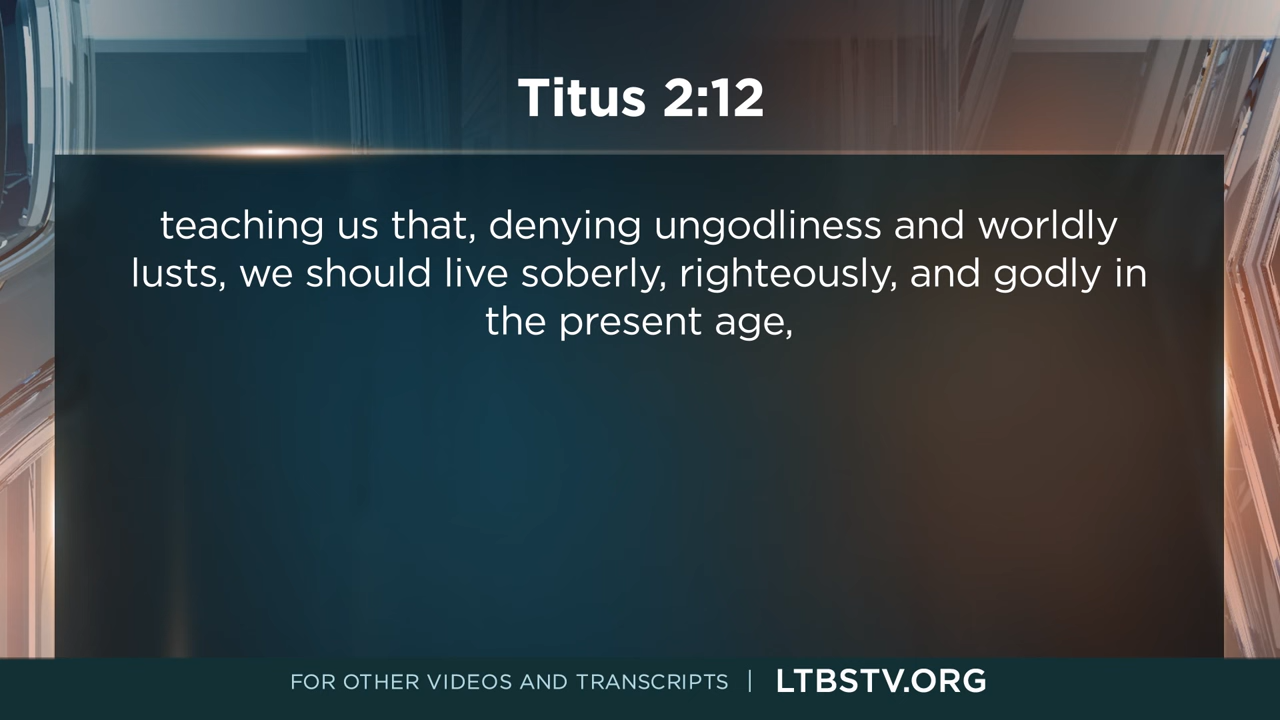 Titus 2:12
teaching us that, denying ungodliness and worldly
lusts, we should live soberly, righteously, and godly in
the present age,
FOR OTHER VIDEOS AND TRANSCRIPTS | LTBSTV.ORG